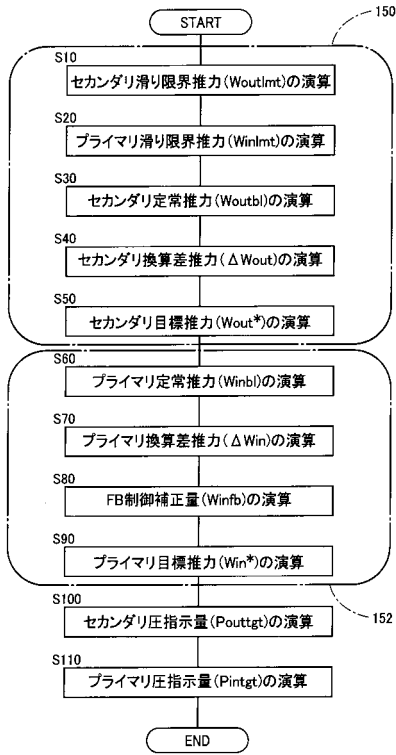 START
150
S10
セカンダリ滑り限界推力(Woutlmt)の演算
S20
プライマリ滑り限界推力(Winlmt)の演算
S30
セカンダリ定常推力(Woutbl)の演算
S40
セカンダリ換算差推力(ΔWout)の演算
S50
セカンダリ目標推力(Wout*)の演算
S60
プライマリ定常推力(Winbl)の演算
S70
プライマリ換算差推力(ΔWin)の演算
S80
FB制御補正量(Winfb)の演算
S90
プライマリ目標推力(Win*)の演算
S100
セカンダリ圧指示量(Pouttgt)の演算
152
S110
プライマリ圧指示量(Pintgt)の演算
END